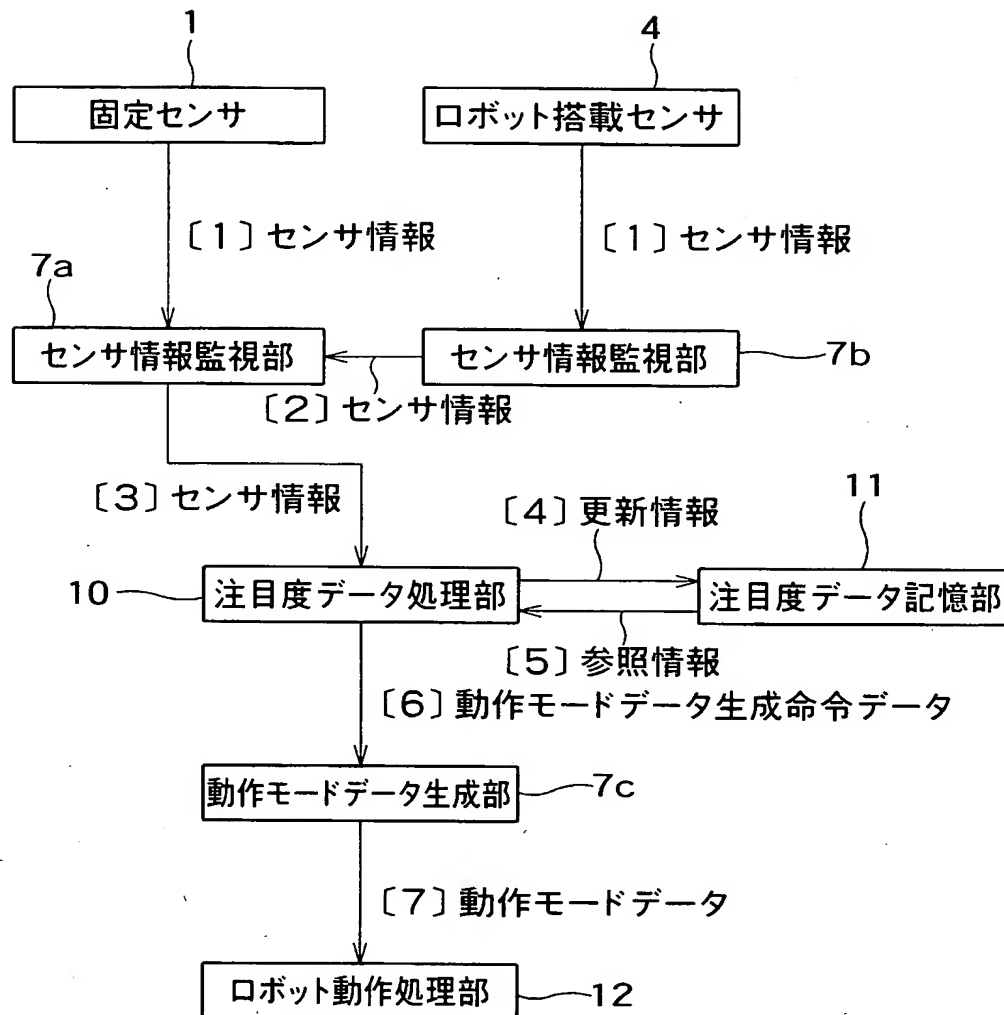 1
4
固定センサ
ロボット搭載センサ
〔1〕センサ情報
〔1〕センサ情報
7a
センサ情報監視部
センサ情報監視部
7b
〔2〕センサ情報
〔3〕センサ情報
〔4〕更新情報
11
10
注目度データ処理部
注目度データ記憶部
〔5〕参照情報
〔6〕動作モードデータ生成命令データ
動作モードデータ生成部
7c
〔7〕動作モードデータ
ロボット動作処理部
12